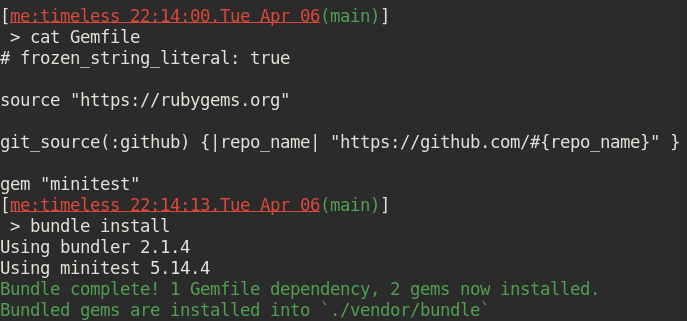 [me:timeless 22:14:00.Tue Apr 06(main)]
 > cat Gemfile
# frozen_string_literal: true

source "https://rubygems.org"

git_source(:github) {|repo_name| "https://github.com/#{repo_name}" }

gem "minitest"
[me:timeless 22:14:13.Tue Apr 06(main)]
 > bundle install
Using bundler 2.1.4
Using minitest 5.14.4
Bundle complete! 1 Gemfile dependency, 2 gems now installed.
Bundled gems are installed into `./vendor/bundle`